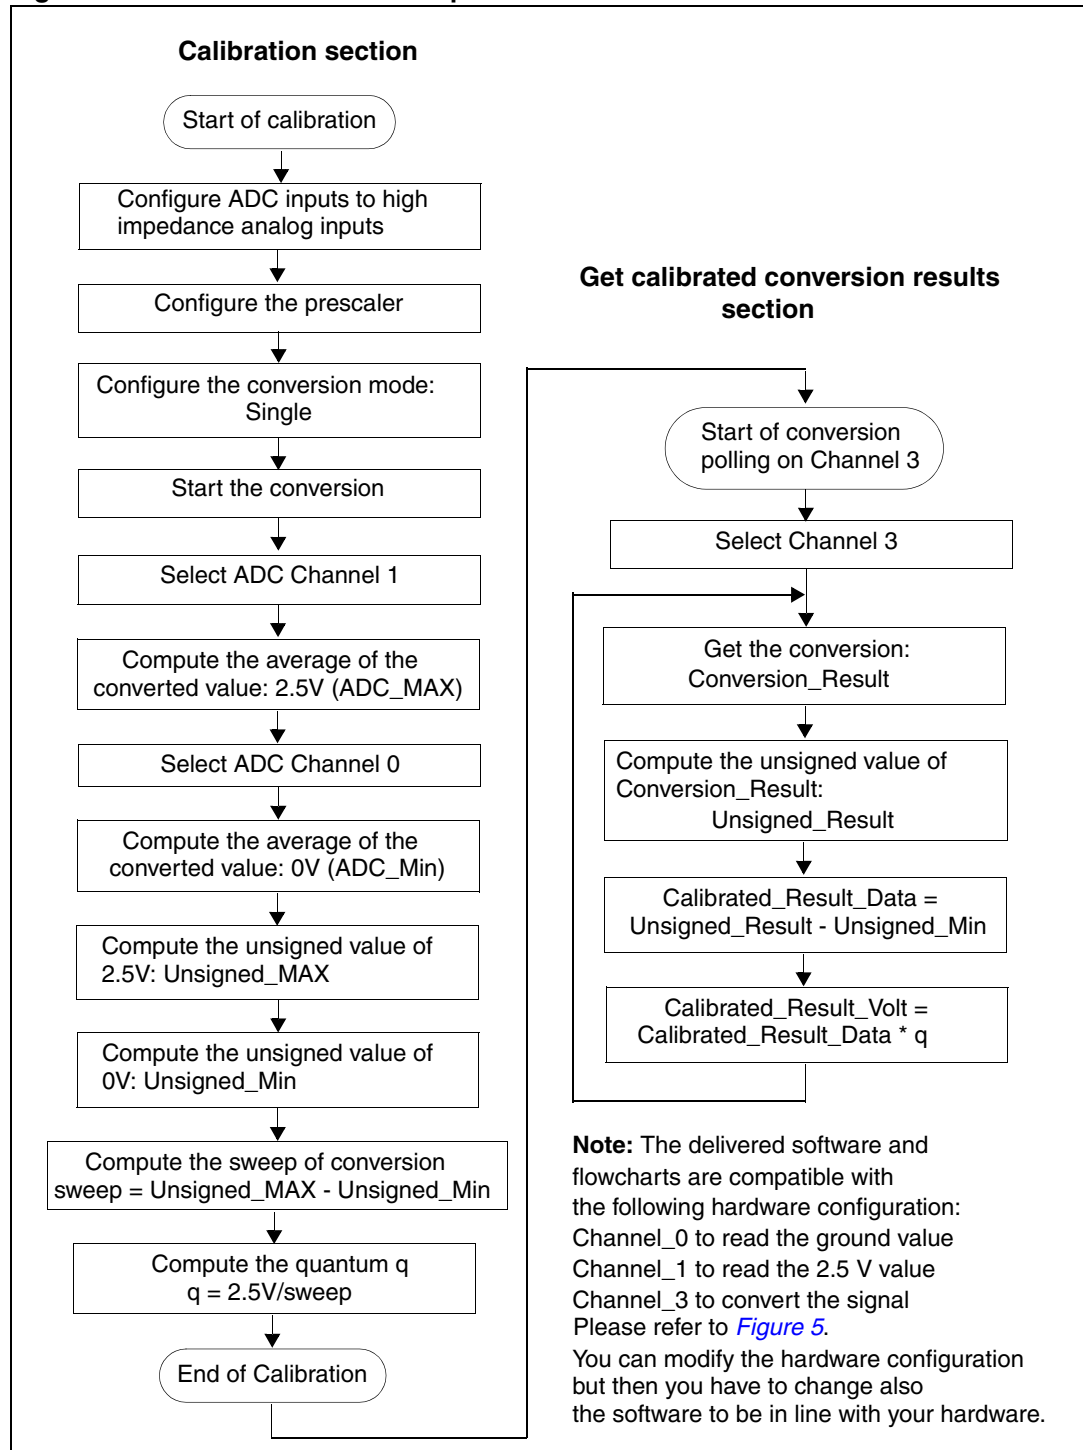 Calibration section
Start of calibration
Configure ADC inputs to high
impedance analog inputs
Configure the prescaler
Configure the conversion mode:
Single
Start the conversion
Select ADC Channel 1
Compute the average of the
converted value: 2.5V (ADC_MAX)
Select ADC Channel 0
Compute the average of the
converted value: 0V (ADC_Min)
Compute the unsigned value of
2.5V: Unsigned_MAX
Compute the unsigned value of
0V: Unsigned_Min
Compute the sweep of conversion
sweep = Unsigned_MAX - Unsigned_Min
Compute the quantum q
q = 2.5V/sweep
End of Calibration
Get calibrated conversion results
section
Start of conversion
polling on Channel 3
Select Channel 3
Get the conversion:
Conversion_Result
Compute the unsigned value of
Conversion_Result:
Unsigned_Result
Calibrated_Result_Data =
Unsigned_Result - Unsigned_Min
Calibrated_Result_Volt =
Calibrated_Result_Data * q
Note: The delivered software and
flowcharts are compatible with
the following hardware configuration:
Channel_0 to read the ground value
Channel_1 to read the 2.5 V value
Channel_3 to convert the signal
Please refer to Figure 5.
You can modify the hardware configuration
but then you have to change also
the software to be in line with your hardware.